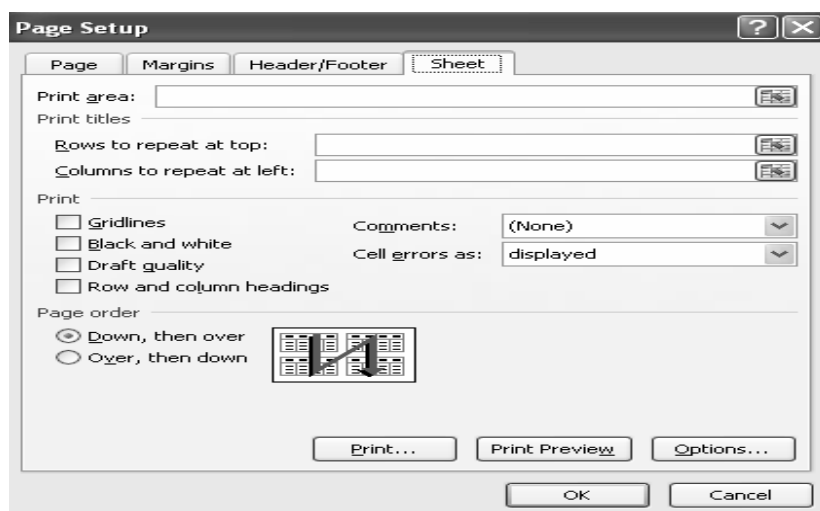 Page Setup
Page Margins Header/Footer Sheet
Print area:
Print titles
Rows to repeat at top:
Columns to repeat at left:
Print
Gridlines
Black and white
Draft quality
Row and column headings
Comments: (None)
Cell errors as: displayed
Page order
Down, then over
Over, then down
Print... Print Preview Options...
OK Cancel